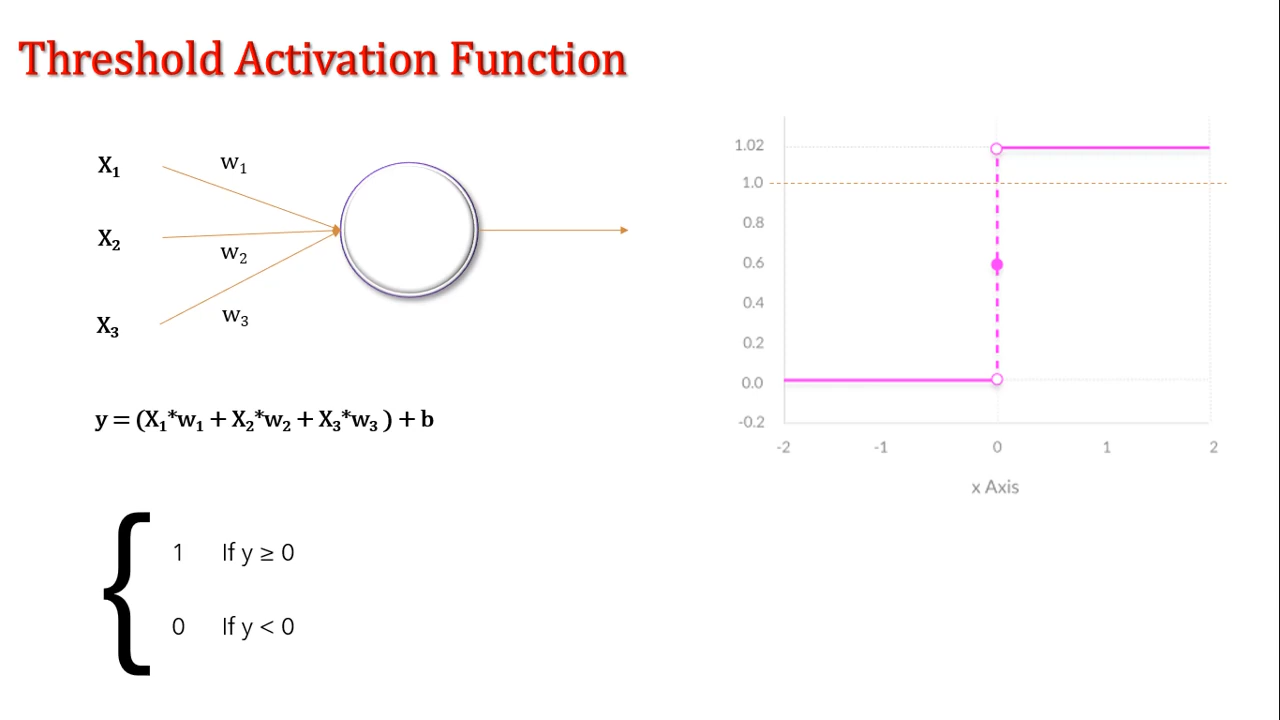 Threshold Activation Function
X₁
w₁
X₂
w₂
X₃
w₃
y = (X₁*w₁ + X₂*w₂ + X₃*w₃ ) + b
{
1 If y ≥ 0
0 If y < 0
1.02
1.0
0.8
0.6
0.4
0.2
0.0
-0.2
-2 -1 0 1 2
x Axis